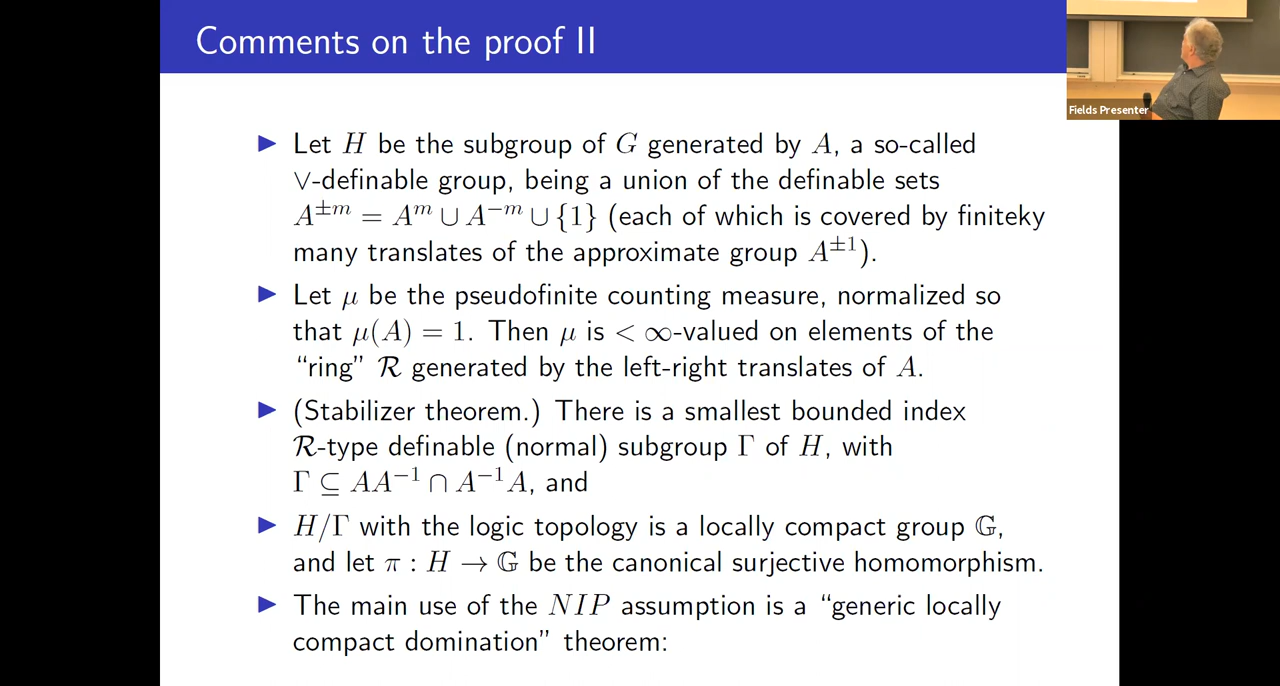 Comments on the proof II
Fields Presenter
▶ Let H be the subgroup of G generated by A, a so-called
∨-definable group, being a union of the definable sets
A^{±m} = A^m ∪ A^{−m} ∪ {1} (each of which is covered by finiteky
many translates of the approximate group A^{±1}).
▶ Let μ be the pseudofinite counting measure, normalized so
that μ(A) = 1. Then μ is < ∞-valued on elements of the
“ring” ℛ generated by the left-right translates of A.
▶ (Stabilizer theorem.) There is a smallest bounded index
ℛ-type definable (normal) subgroup Γ of H, with
Γ ⊆ AA^{−1} ∩ A^{−1}A, and
▶ H/Γ with the logic topology is a locally compact group 𝔾,
and let π : H → 𝔾 be the canonical surjective homomorphism.
▶ The main use of the NIP assumption is a “generic locally
compact domination” theorem: